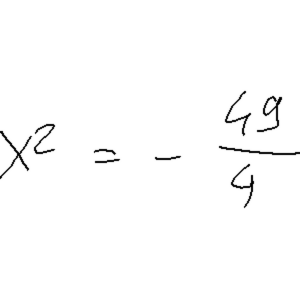 x² = - 49/4